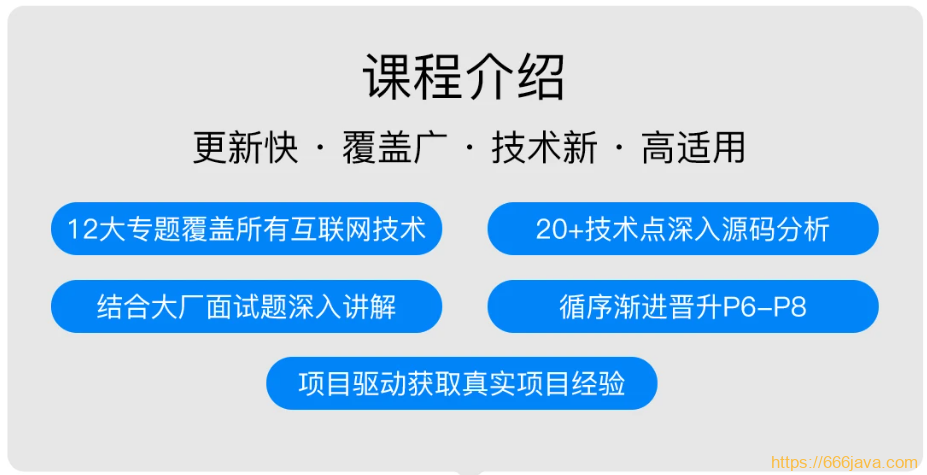 课程介绍
更新快 · 覆盖广 · 技术新 · 高适用
12大专题覆盖所有互联网技术
20+技术点深入源码分析
结合大厂面试题深入讲解
循序渐进晋升P6-P8
项目驱动获取真实项目经验
https://666java.com